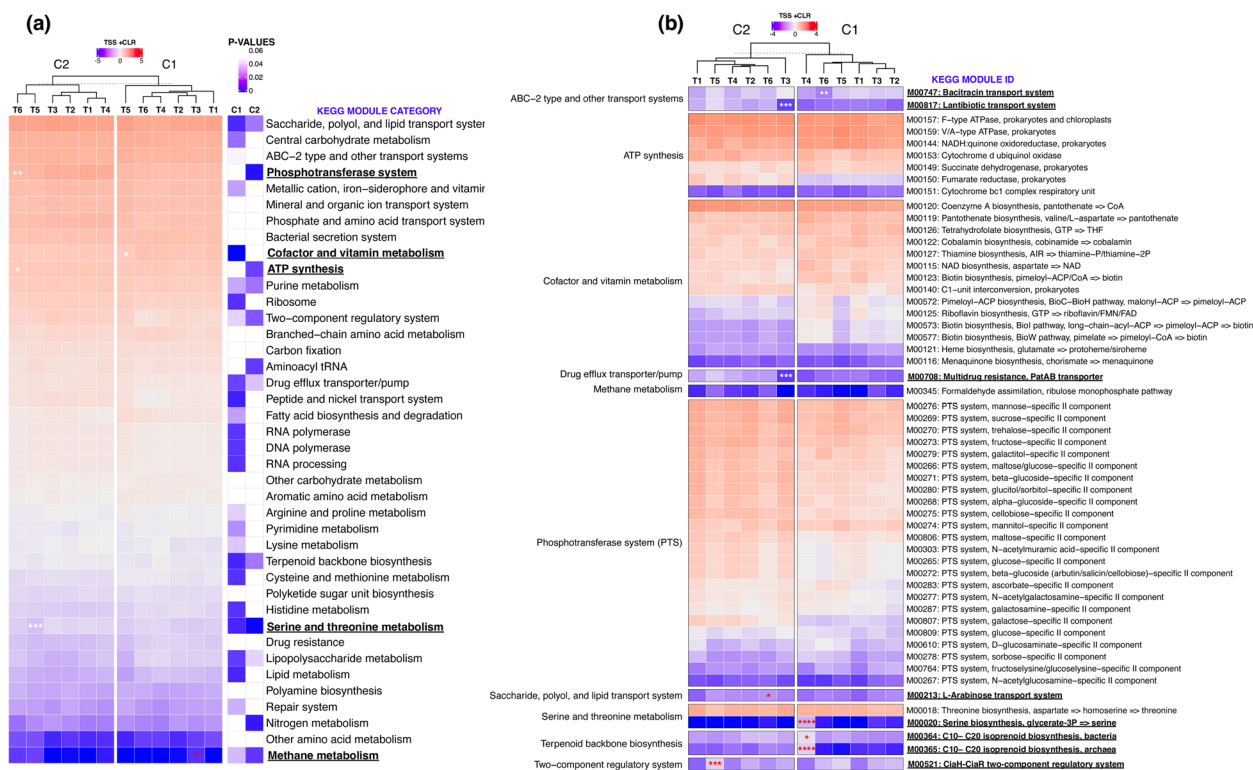 (a)
TSS +CLR
-5 0 5
C2 C1
P-VALUES
0.06
0.04
0.02
0
T6 T5 T3 T2 T1 T4 T5 T6 T2 T4 T3 T1
C1 C2
KEGG MODULE CATEGORY
Saccharide, polyol, and lipid transport syster
Central carbohydrate metabolism
ABC−2 type and other transport systems
** Phosphotransferase system
Metallic cation, iron−siderophore and vitamir
Mineral and organic ion transport system
Phosphate and amino acid transport system
Bacterial secretion system
* Cofactor and vitamin metabolism
* ATP synthesis
Purine metabolism
Ribosome
Two−component regulatory system
Branched−chain amino acid metabolism
Carbon fixation
Aminoacyl tRNA
Drug efflux transporter/pump
Peptide and nickel transport system
Fatty acid biosynthesis and degradation
RNA polymerase
DNA polymerase
RNA processing
Other carbohydrate metabolism
Aromatic amino acid metabolism
Arginine and proline metabolism
Pyrimidine metabolism
Lysine metabolism
Terpenoid backbone biosynthesis
Cysteine and methionine metabolism
Polyketide sugar unit biosynthesis
Histidine metabolism
*** Serine and threonine metabolism
Drug resistance
Lipopolysaccharide metabolism
Lipid metabolism
Polyamine biosynthesis
Repair system
Nitrogen metabolism
Other amino acid metabolism
* Methane metabolism
(b)
TSS +CLR
-4 0 4
C2 C1
T1 T5 T4 T2 T6 T3 T4 T6 T5 T1 T3 T2
KEGG MODULE ID
ABC−2 type and other transport systems
** M00747: Bacitracin transport system
*** M00817: Lantibiotic transport system
ATP synthesis
M00157: F−type ATPase, prokaryotes and chloroplasts
M00159: V/A−type ATPase, prokaryotes
M00144: NADH:quinone oxidoreductase, prokaryotes
M00153: Cytochrome d ubiquinol oxidase
M00149: Succinate dehydrogenase, prokaryotes
M00150: Fumarate reductase, prokaryotes
M00151: Cytochrome bc1 complex respiratory unit
Cofactor and vitamin metabolism
M00120: Coenzyme A biosynthesis, pantothenate => CoA
M00119: Pantothenate biosynthesis, valine/L−aspartate => pantothenate
M00126: Tetrahydrofolate biosynthesis, GTP => THF
M00122: Cobalamin biosynthesis, cobinamide => cobalamin
M00127: Thiamine biosynthesis, AIR => thiamine−P/thiamine−2P
M00115: NAD biosynthesis, aspartate => NAD
M00123: Biotin biosynthesis, pimeloyl−ACP/CoA => biotin
M00140: C1−unit interconversion, prokaryotes
M00572: Pimeloyl−ACP biosynthesis, BioC−BioH pathway, malonyl−ACP => pimeloyl−ACP
M00125: Riboflavin biosynthesis, GTP => riboflavin/FMN/FAD
M00573: Biotin biosynthesis, BioI pathway, long−chain−acyl−ACP => pimeloyl−ACP => biotin
M00577: Biotin biosynthesis, BioW pathway, pimelate => pimeloyl−CoA => biotin
M00121: Heme biosynthesis, glutamate => protoheme/siroheme
M00116: Menaquinone biosynthesis, chorismate => menaquinone
Drug efflux transporter/pump
*** M00708: Multidrug resistance, PatAB transporter
Methane metabolism
M00345: Formaldehyde assimilation, ribulose monophosphate pathway
Phosphotransferase system (PTS)
M00276: PTS system, mannose−specific II component
M00269: PTS system, sucrose−specific II component
M00270: PTS system, trehalose−specific II component
M00273: PTS system, fructose−specific II component
M00279: PTS system, galactitol−specific II component
M00266: PTS system, maltose/glucose−specific II component
M00271: PTS system, beta−glucoside−specific II component
M00280: PTS system, glucitol/sorbitol−specific II component
M00268: PTS system, alpha−glucoside−specific II component
M00275: PTS system, cellobiose−specific II component
M00274: PTS system, mannitol−specific II component
M00806: PTS system, maltose−specific II component
M00303: PTS system, N−acetylmuramic acid−specific II component
M00265: PTS system, glucose−specific II component
M00272: PTS system, beta−glucoside (arbutin/salicin/cellobiose)−specific II component
M00283: PTS system, ascorbate−specific II component
M00277: PTS system, N−acetylgalactosamine−specific II component
M00287: PTS system, galactosamine−specific II component
M00807: PTS system, galactose−specific II component
M00809: PTS system, glucose−specific II component
M00610: PTS system, D−glucosaminate−specific II component
M00278: PTS system, sorbose−specific II component
M00764: PTS system, fructoselysine/glucoselysine−specific II component
M00267: PTS system, N−acetylglucosamine−specific II component
Saccharide, polyol, and lipid transport system
* M00213: L−Arabinose transport system
Serine and threonine metabolism
M00018: Threonine biosynthesis, aspartate => homoserine => threonine
**** M00020: Serine biosynthesis, glycerate−3P => serine
Terpenoid backbone biosynthesis
* M00364: C10− C20 isoprenoid biosynthesis, bacteria
**** M00365: C10− C20 isoprenoid biosynthesis, archaea
Two−component regulatory system
*** M00521: CiaH−CiaR two−component regulatory system